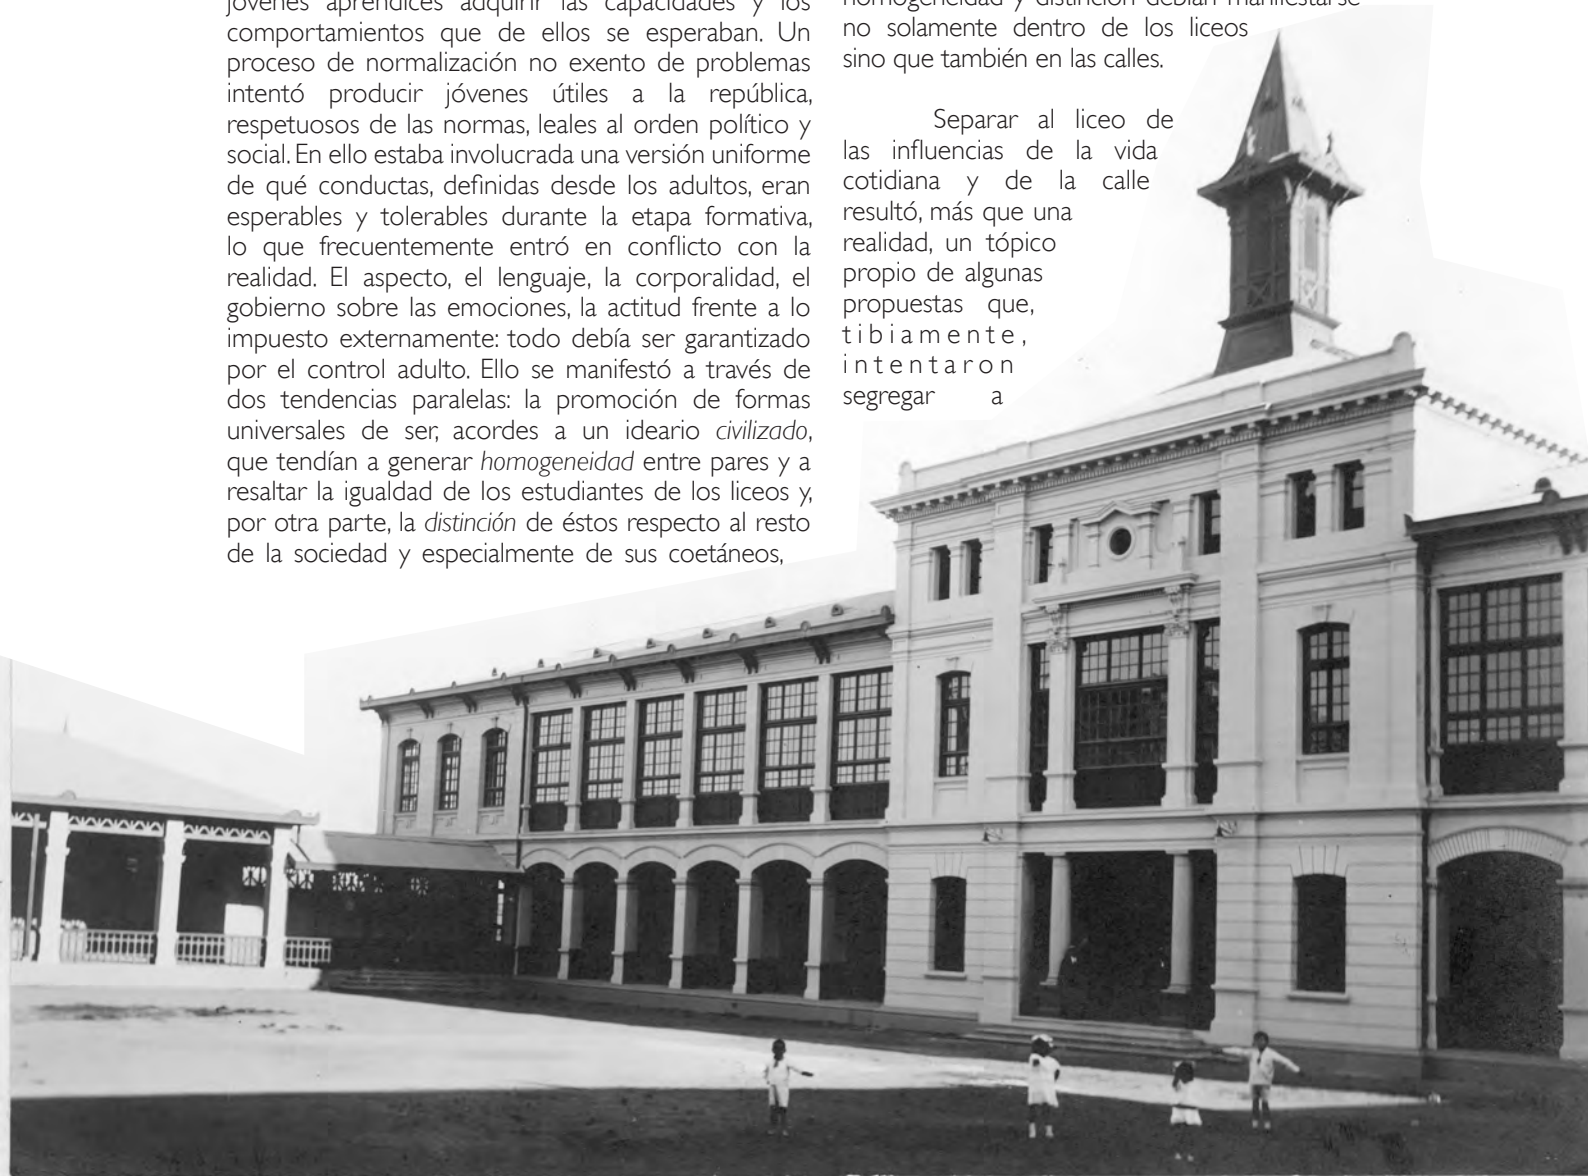 jóvenes aprendices adquirir las capacidades y los
comportamientos que de ellos se esperaban. Un
proceso de normalización no exento de problemas
intentó producir jóvenes útiles a la república,
respetuosos de las normas, leales al orden político y
social. En ello estaba involucrada una versión uniforme
de qué conductas, definidas desde los adultos, eran
esperables y tolerables durante la etapa formativa,
lo que frecuentemente entró en conflicto con la
realidad. El aspecto, el lenguaje, la corporalidad, el
gobierno sobre las emociones, la actitud frente a lo
impuesto externamente: todo debía ser garantizado
por el control adulto. Ello se manifestó a través de
dos tendencias paralelas: la promoción de formas
universales de ser, acordes a un ideario civilizado,
que tendían a generar homogeneidad entre pares y a
resaltar la igualdad de los estudiantes de los liceos y,
por otra parte, la distinción de éstos respecto al resto
de la sociedad y especialmente de sus coetáneos,
homogeneidad y distinción debían manifestarse
no solamente dentro de los liceos
sino que también en las calles.
Separar al liceo de
las influencias de la vida
cotidiana y de la calle
resultó, más que una
realidad, un tópico
propio de algunas
propuestas que,
tibiamente,
intentaron
segregar a